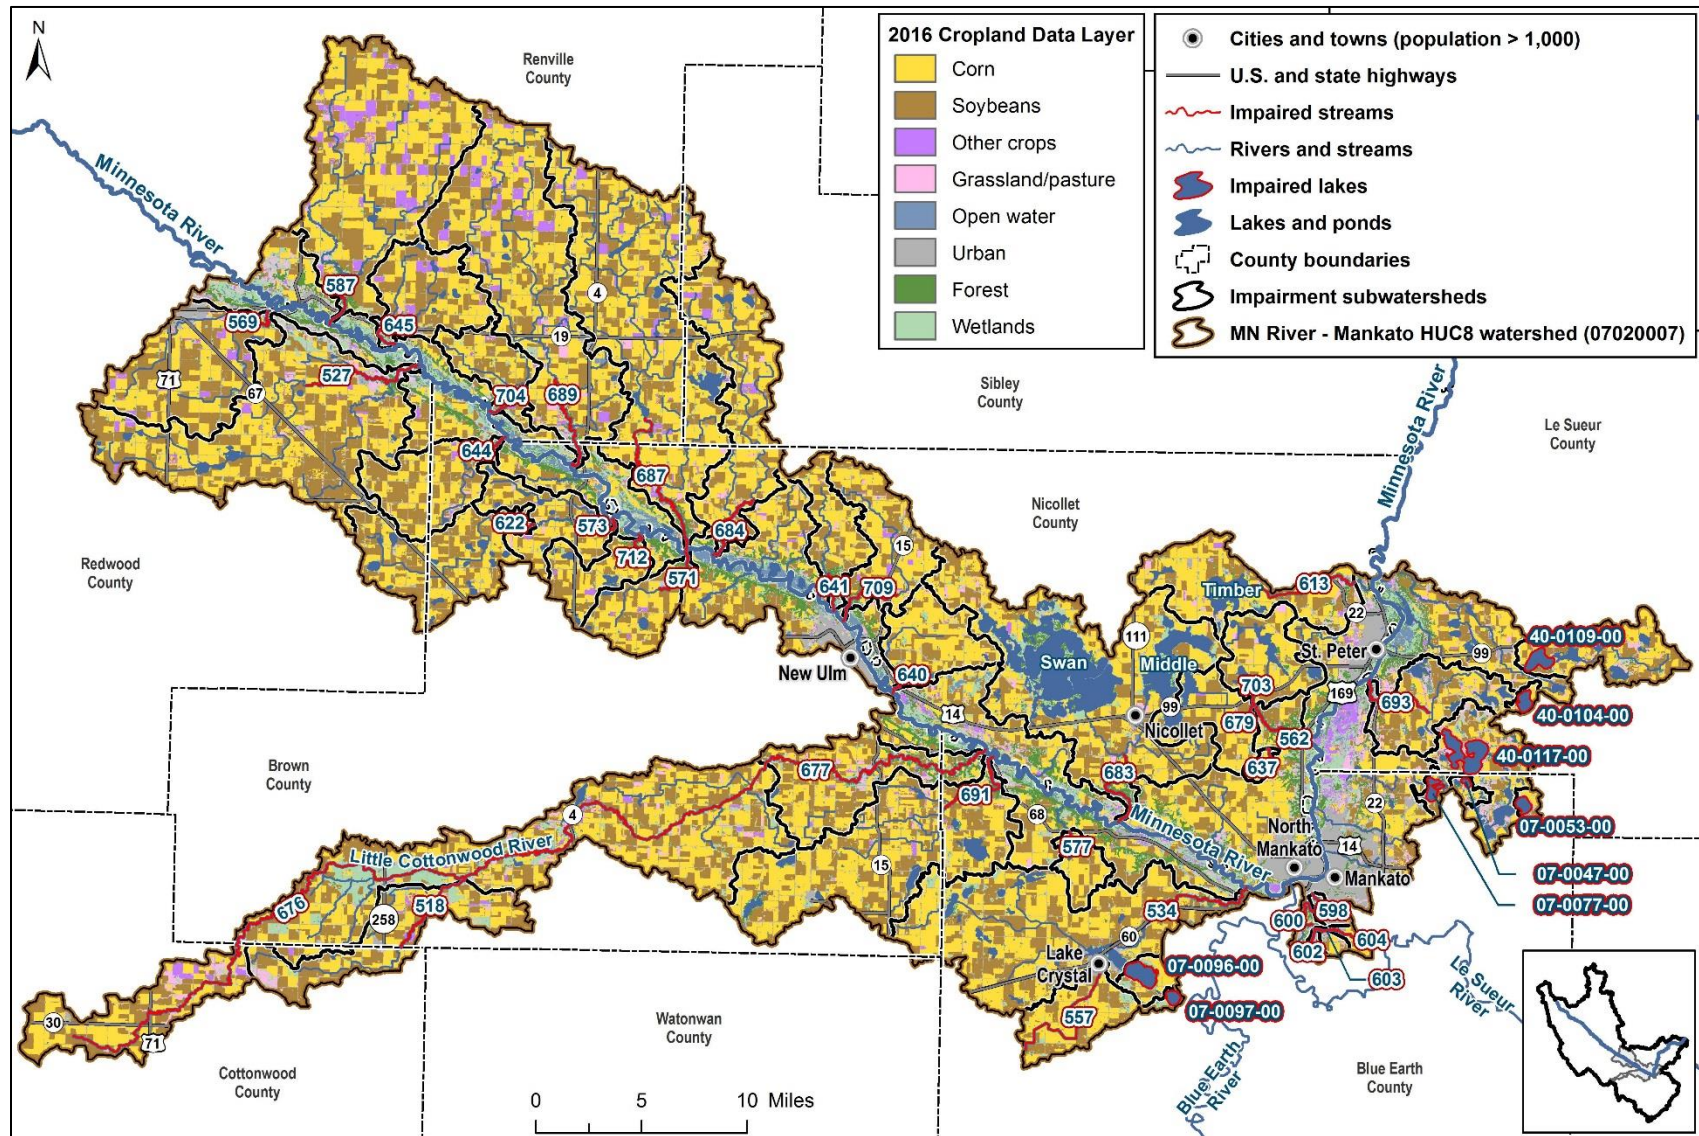 N
Renville
County
2016 Cropland Data Layer
Corn
Soybeans
Other crops
Grassland/pasture
Open water
Urban
Forest
Wetlands
Cities and towns (population > 1,000)
U.S. and state highways
Impaired streams
Rivers and streams
Impaired lakes
Lakes and ponds
County boundaries
Impairment subwatersheds
MN River - Mankato HUC8 watershed (07020007)
Minnesota River
587
569
645
4
19
527
71
67
704
689
Sibley
County
Minnesota River
Le Sueur
County
644
687
622
573
684
712
571
Nicollet
County
15
Redwood
County
641
709
Timber
613
22
40-0109-00
111
St. Peter
99
New Ulm
Swan
Middle
640
703
169
693
14
99
679
40-0104-00
Nicollet
562
40-0117-00
Brown
County
677
683
637
691
68
22
07-0053-00
4
Minnesota River
North
Mankato
14
577
Little Cottonwood River
15
Mankato
07-0047-00
07-0077-00
676
518
258
534
600
598
60
602
604
Lake
Crystal
07-0096-00
603
Le Sueur
River
07-0097-00
557
30
71
Watonwan
County
Cottonwood
County
Blue Earth
River
Blue Earth
County
0 5 10 Miles